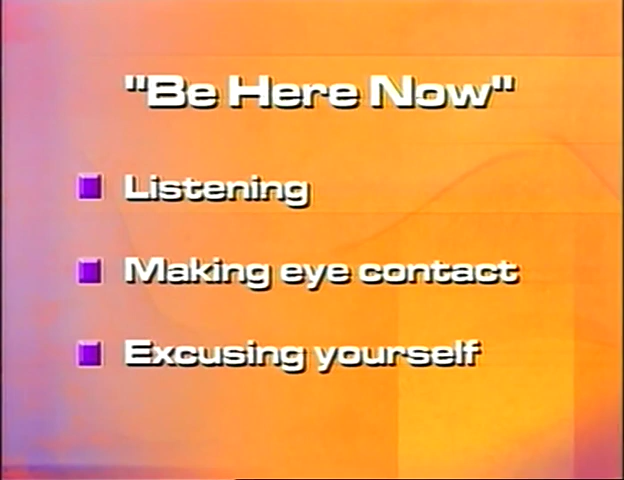 "Be Here Now"
Listening
Making eye contact
Excusing yourself